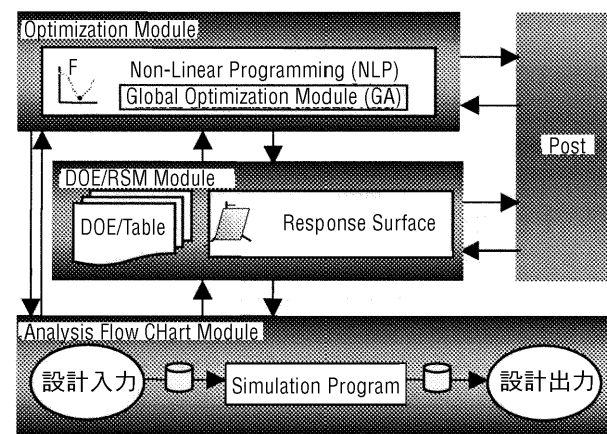 Optimization Module
F
Non-Linear Programming (NLP)
Global Optimization Module (GA)
Post
DOE/RSM Module
DOE/Table
Response Surface
Analysis Flow CHart Module
設計入力
Simulation Program
設計出力